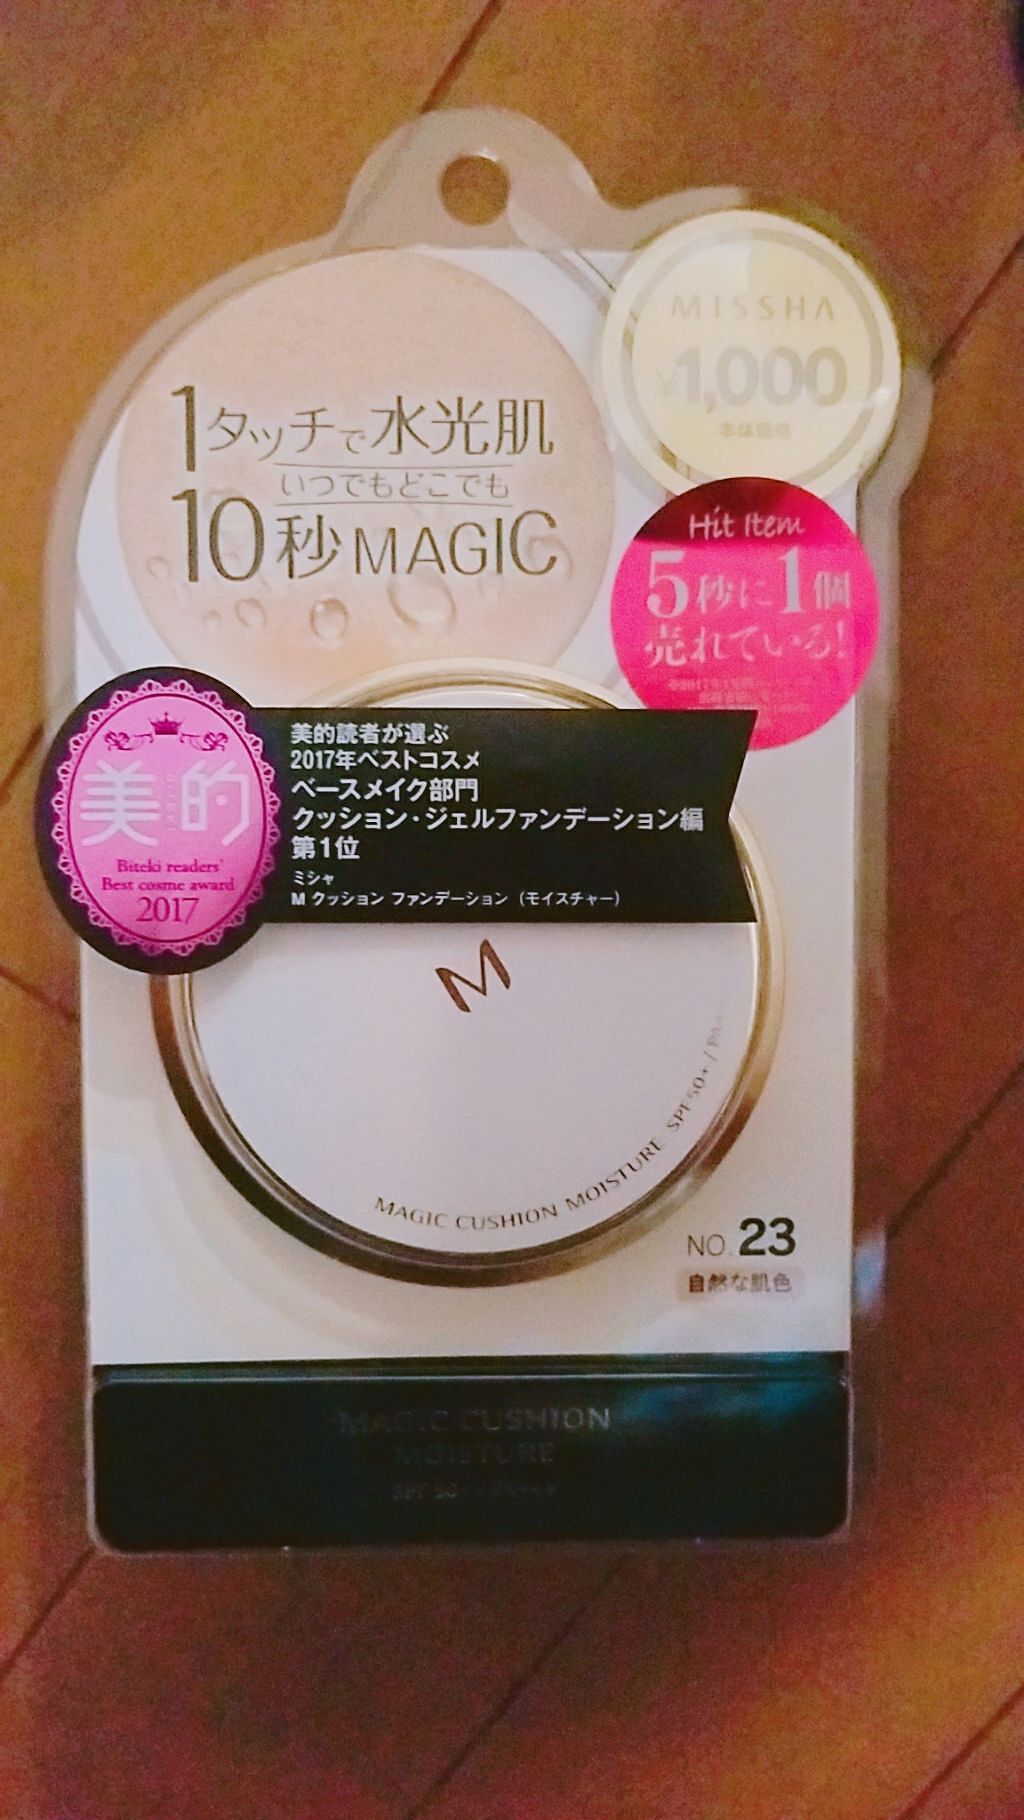 MISSHA
¥1,000
本体価格
1タッチで水光肌
いつでもどこでも
10秒MAGIC
Hit Item
5秒に1個
売れている!
美的
Biteki readers'
Best cosme award
2017
美的読者が選ぶ
2017年ベストコスメ
ベースメイク部門
クッション・ジェルファンデーション編
第1位
ミシャ
M クッション ファンデーション(モイスチャー)
M
MAGIC CUSHION MOISTURE SPF50+ / PA+
NO.23
自然な肌色
MAGIC CUSHION
MOISTURE